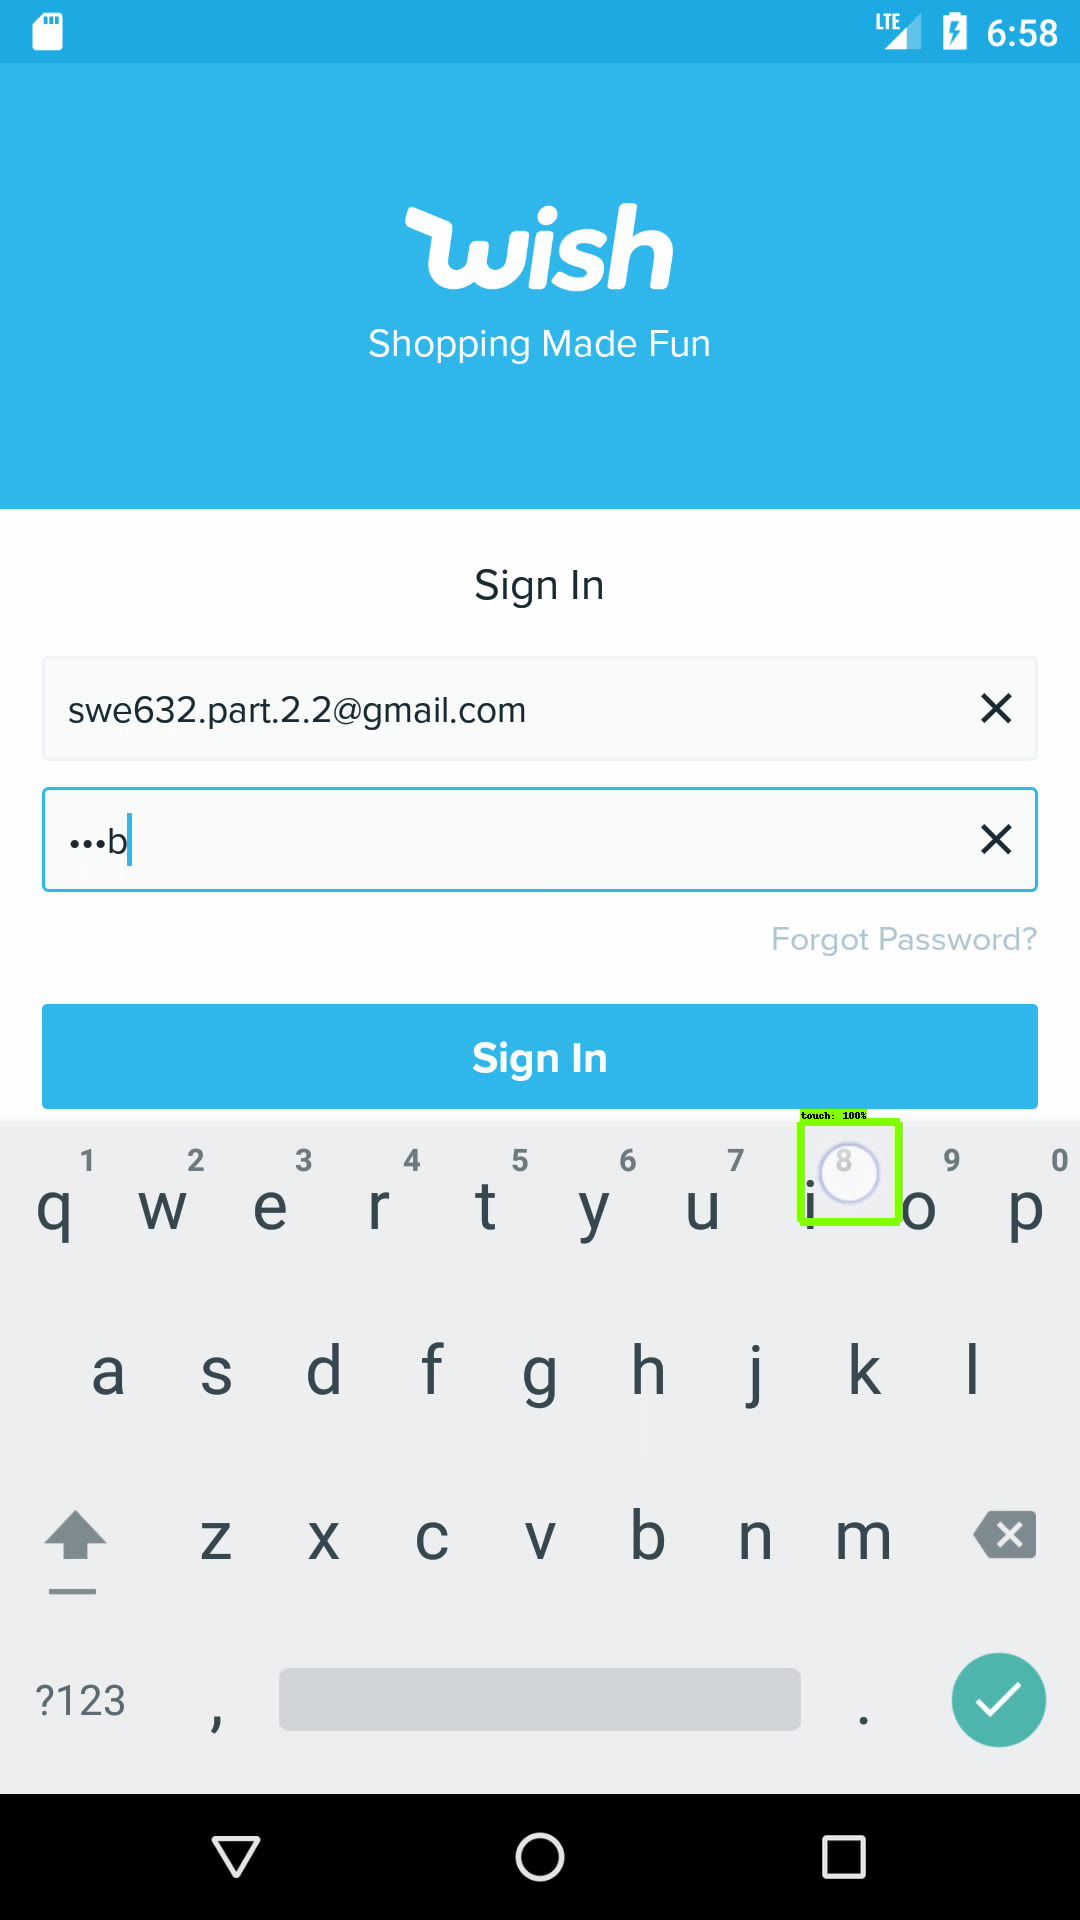 LTE 6:58
wish
Shopping Made Fun
Sign In
swe632.part.2.2@gmail.com
•••b
Forgot Password?
Sign In
touch: 100%
1 2 3 4 5 6 7 8 9 0
q w e r t y u i o p
a s d f g h j k l
z x c v b n m
?123 , .